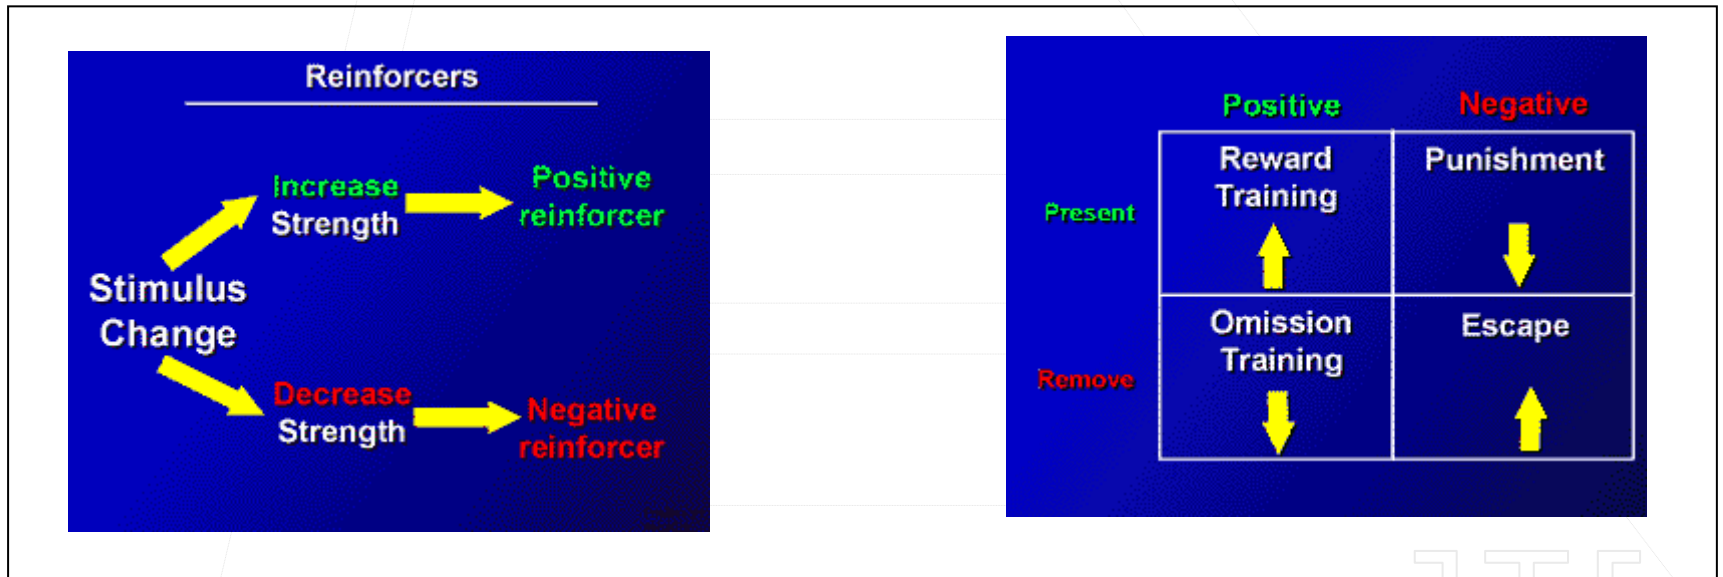 Reinforcers
Increase
Strength
Positive
reinforcer
Stimulus
Change
Decrease
Strength
Negative
reinforcer
Positive
Negative
Present
Reward
Training
Punishment
Remove
Omission
Training
Escape